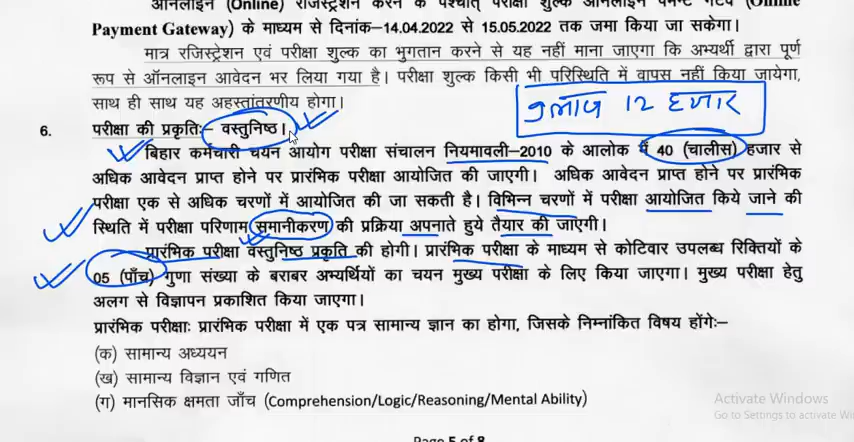 ऑनलाइन (Online) रजिस्ट्रेशन करने के पश्चात् परीक्षा शुल्क ऑनलाइन पेमेन्ट गेटवे (Online
Payment Gateway) के माध्यम से दिनांक–14.04.2022 से 15.05.2022 तक जमा किया जा सकेगा।
मात्र रजिस्ट्रेशन एवं परीक्षा शुल्क का भुगतान करने से यह नहीं माना जाएगा कि अभ्यर्थी द्वारा पूर्ण
रूप से ऑनलाइन आवेदन भर लिया गया है। परीक्षा शुल्क किसी भी परिस्थिति में वापस नहीं किया जायेगा,
साथ ही साथ यह अहस्तांतरणीय होगा।
12 हजार
6. परीक्षा की प्रकृतिः– वस्तुनिष्ठ।
बिहार कर्मचारी चयन आयोग परीक्षा संचालन नियमावली–2010 के आलोक में 40 (चालीस) हजार से
अधिक आवेदन प्राप्त होने पर प्रारंभिक परीक्षा आयोजित की जाएगी। अधिक आवेदन प्राप्त होने पर प्रारंभिक
परीक्षा एक से अधिक चरणों में आयोजित की जा सकती है। विभिन्न चरणों में परीक्षा आयोजित किये जाने की
स्थिति में परीक्षा परिणाम समानीकरण की प्रक्रिया अपनाते हुये तैयार की जाएगी।
प्रारंभिक परीक्षा वस्तुनिष्ठ प्रकृति की होगी। प्रारंभिक परीक्षा के माध्यम से कोटिवार उपलब्ध रिक्तियों के
05 (पाँच) गुणा संख्या के बराबर अभ्यर्थियों का चयन मुख्य परीक्षा के लिए किया जाएगा। मुख्य परीक्षा हेतु
अलग से विज्ञापन प्रकाशित किया जाएगा।
प्रारंभिक परीक्षाः प्रारंभिक परीक्षा में एक पत्र सामान्य ज्ञान का होगा, जिसके निम्नांकित विषय होंगेः–
(क) सामान्य अध्ययन
(ख) सामान्य विज्ञान एवं गणित
(ग) मानसिक क्षमता जाँच (Comprehension/Logic/Reasoning/Mental Ability)
Activate Windows
Go to Settings to activate Wi
Page 5 of 8